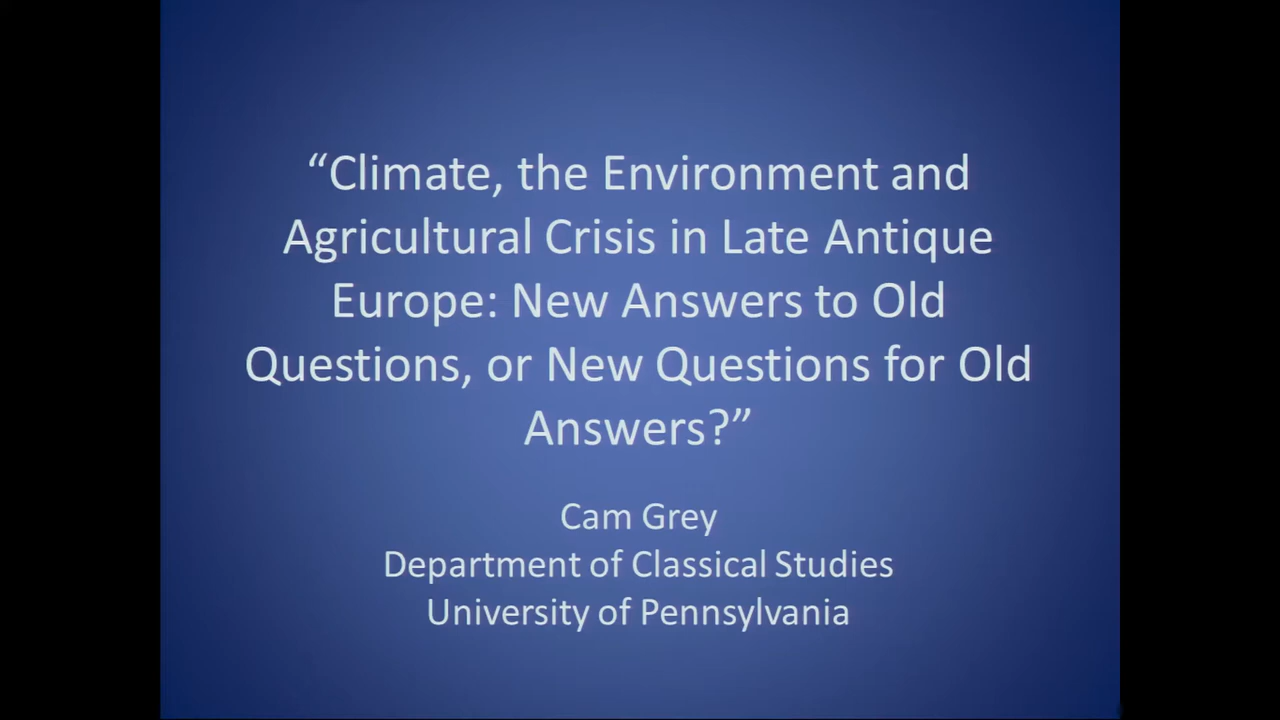 “Climate, the Environment and
Agricultural Crisis in Late Antique
Europe: New Answers to Old
Questions, or New Questions for Old
Answers?”
Cam Grey
Department of Classical Studies
University of Pennsylvania